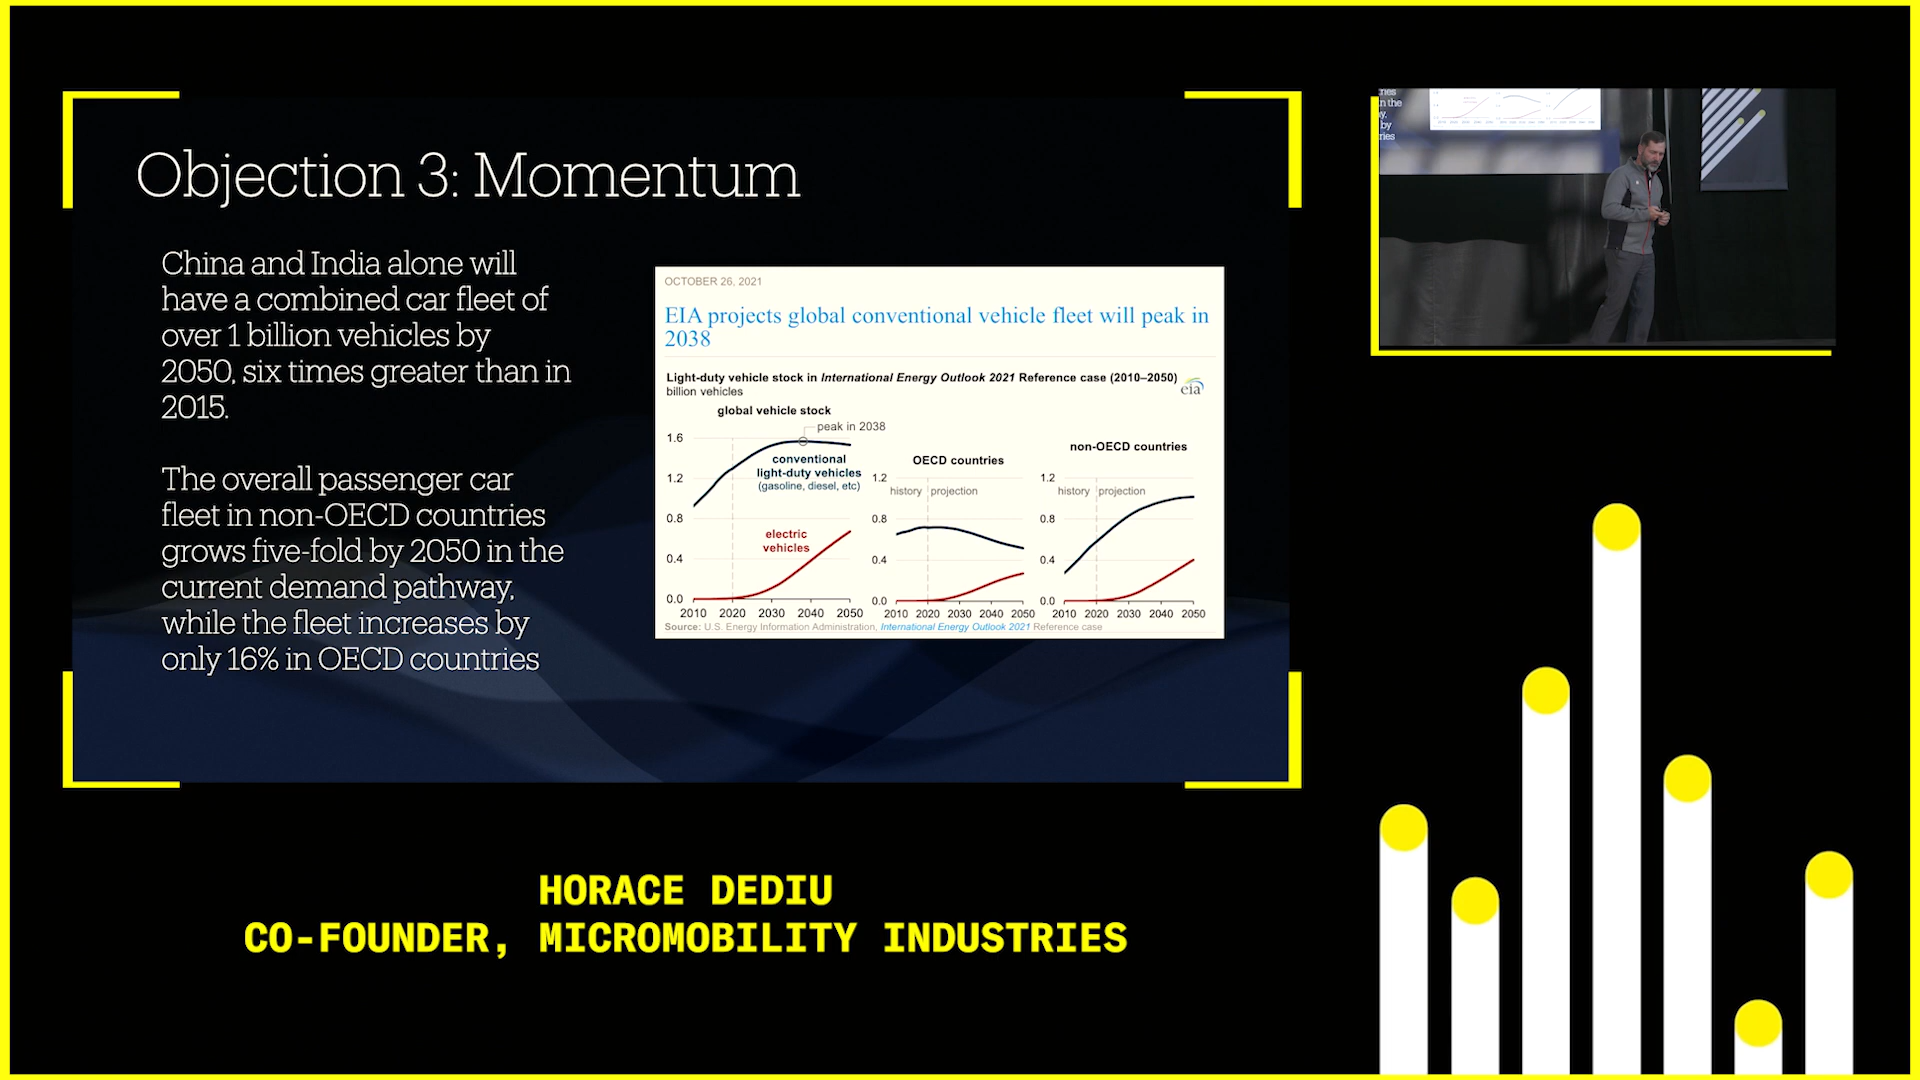 Objection 3: Momentum
China and India alone will
have a combined car fleet of
over 1 billion vehicles by
2050, six times greater than in
2015.
The overall passenger car
fleet in non-OECD countries
grows five-fold by 2050 in the
current demand pathway,
while the fleet increases by
only 16% in OECD countries
OCTOBER 26, 2021
EIA projects global conventional vehicle fleet will peak in
2038
Light-duty vehicle stock in International Energy Outlook 2021 Reference case (2010–2050)
billion vehicles
eia
global vehicle stock
peak in 2038
1.6
1.2
0.8
0.4
0.0
conventional
light-duty vehicles
(gasoline, diesel, etc)
electric
vehicles
2010 2020 2030 2040 2050
OECD countries
1.2
history projection
0.8
0.4
0.0
2010 2020 2030 2040 2050
non-OECD countries
1.2
history projection
0.8
0.4
0.0
2010 2020 2030 2040 2050
Source: U.S. Energy Information Administration, International Energy Outlook 2021 Reference case
ries
n the
y,
by
ries
HORACE DEDIU
CO-FOUNDER, MICROMOBILITY INDUSTRIES